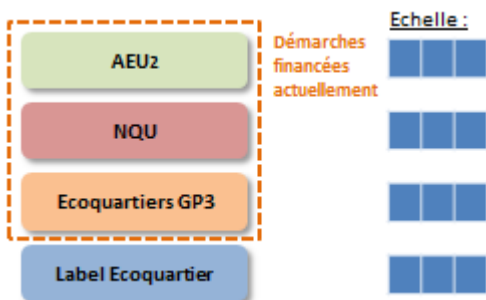 Echelle :
AEU2
Démarches
financées
actuellement
NQU
Ecoquartiers GP3
Label Ecoquartier